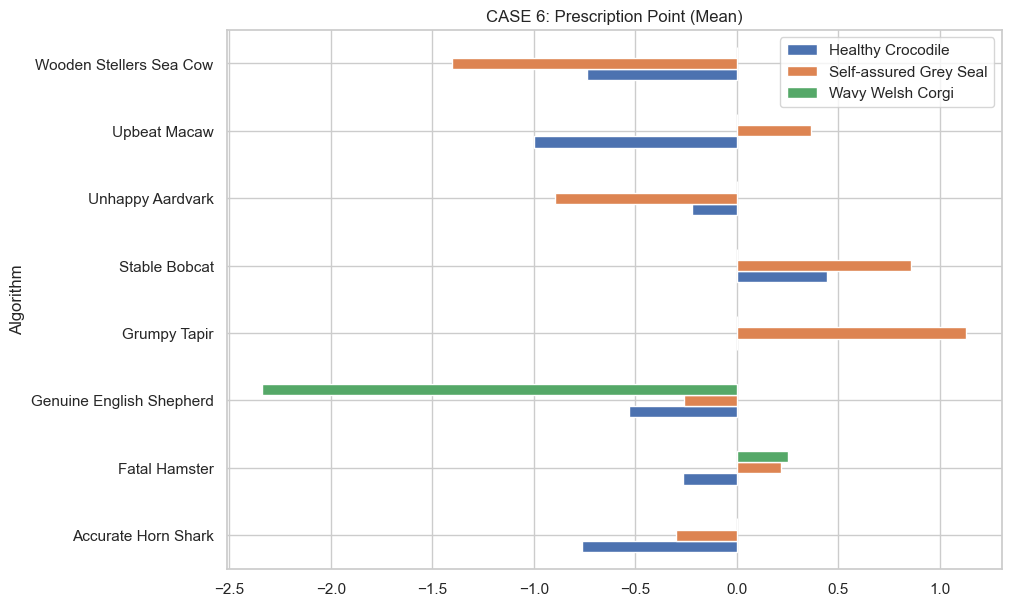 CASE 6: Prescription Point (Mean)
Healthy Crocodile
Self-assured Grey Seal
Wavy Welsh Corgi
Algorithm
Wooden Stellers Sea Cow
Upbeat Macaw
Unhappy Aardvark
Stable Bobcat
Grumpy Tapir
Genuine English Shepherd
Fatal Hamster
Accurate Horn Shark
−2.5 −2.0 −1.5 −1.0 −0.5 0.0 0.5 1.0